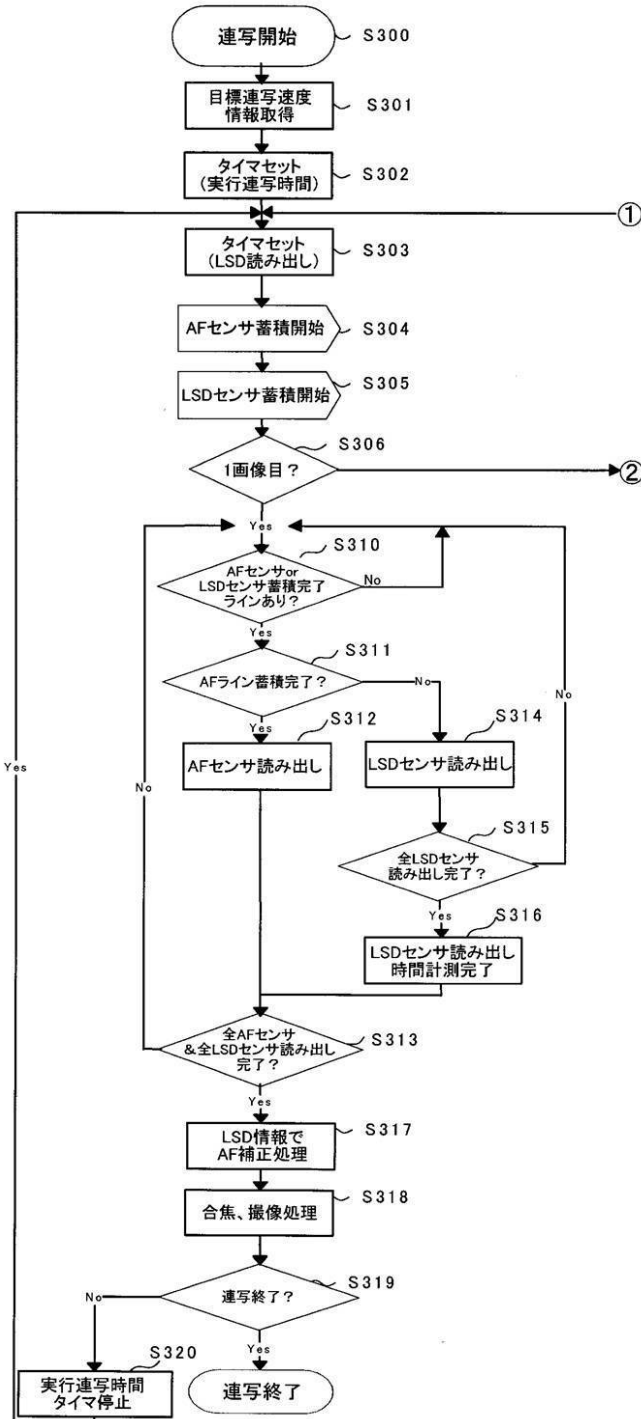 連写開始
S300
目標連写速度
情報取得
S301
タイマセット
(実行連写時間)
S302
①
タイマセット
(LSD読み出し)
S303
AFセンサ蓄積開始
S304
LSDセンサ蓄積開始
S305
S306
1画像目?
②
Yes
S310
AFセンサor
LSDセンサ蓄積完了
ラインあり?
No
Yes
S311
AFライン蓄積完了?
No
No
Yes
S312
S314
AFセンサ読み出し
LSDセンサ読み出し
Yes
No
S315
全LSDセンサ
読み出し完了?
Yes
S316
LSDセンサ読み出し
時間計測完了
全AFセンサ
&全LSDセンサ読み出し
完了?
S313
Yes
LSD情報で
AF補正処理
S317
合焦、撮像処理
S318
S319
連写終了?
No
Yes
S320
実行連写時間
タイマ停止
連写終了